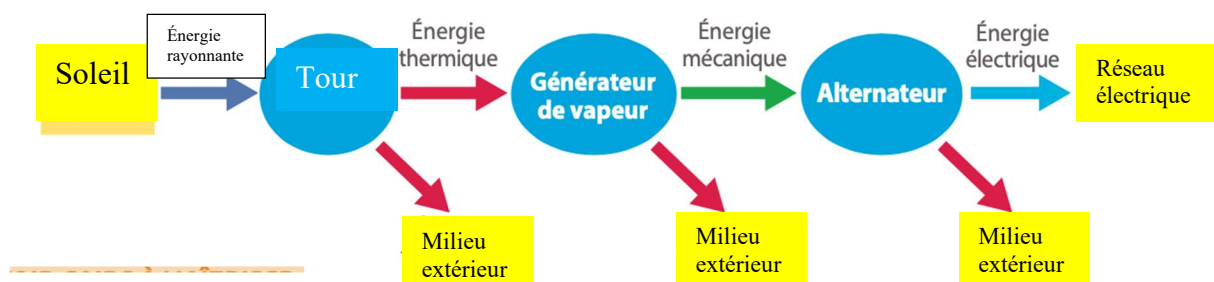 Soleil
Énergie
rayonnante
Tour
Énergie
thermique
Générateur
de vapeur
Énergie
mécanique
Alternateur
Énergie
électrique
Réseau
électrique
Milieu
extérieur
Milieu
extérieur
Milieu
extérieur